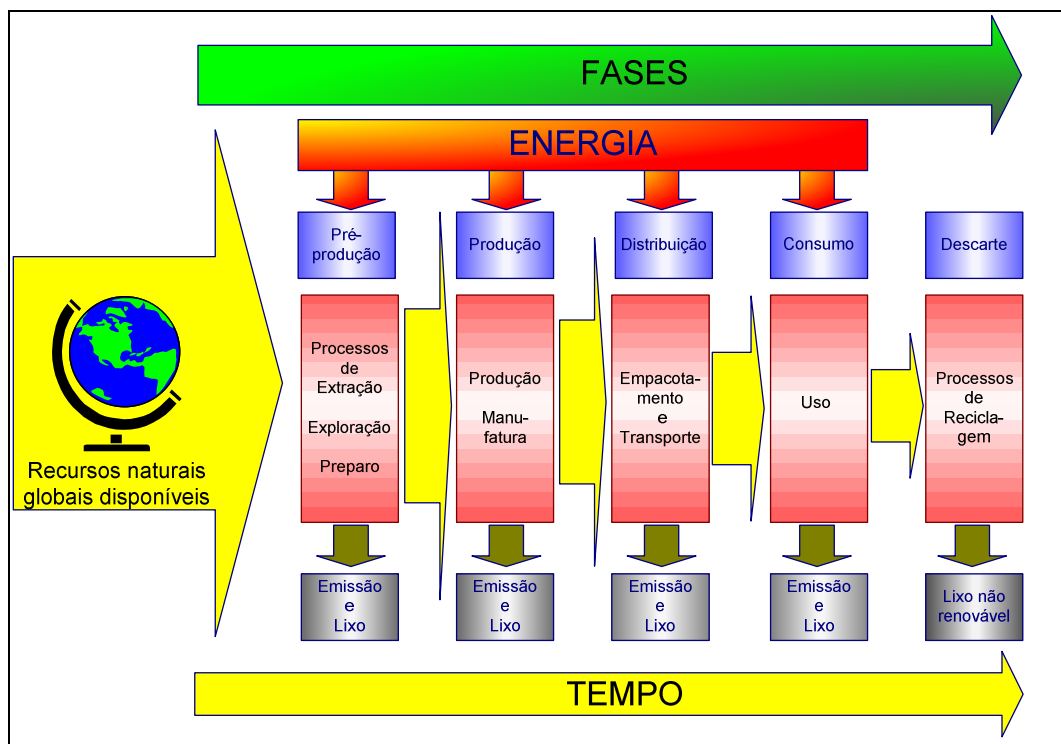 FASES
ENERGIA
Pré-
produção
Produção
Distribuição
Consumo
Descarte
Processos
de
Extração
Exploração
Preparo
Produção
Manu-
fatura
Empacota-
mento
e
Transporte
Uso
Processos
de
Recicla-
gem
Recursos naturais
globais disponíveis
Emissão
e
Lixo
Emissão
e
Lixo
Emissão
e
Lixo
Emissão
e
Lixo
Lixo não
renovável
TEMPO